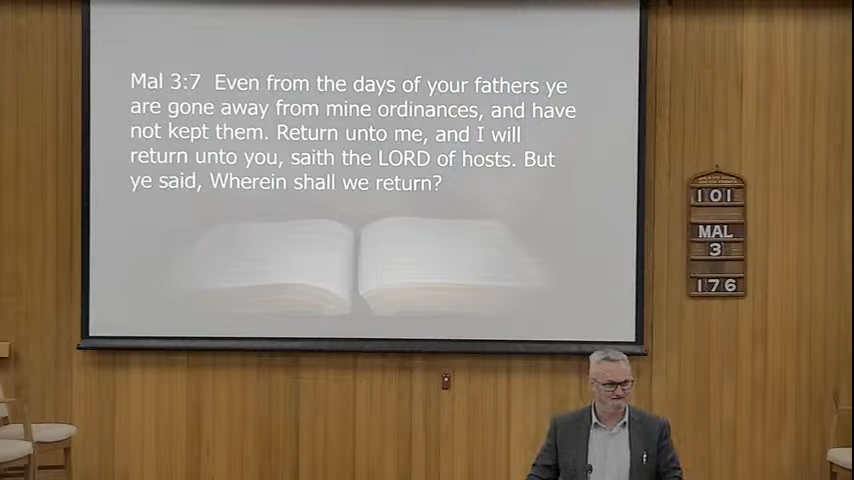 Mal 3:7 Even from the days of your fathers ye
are gone away from mine ordinances, and have
not kept them. Return unto me, and I will
return unto you, saith the LORD of hosts. But
ye said, Wherein shall we return?
101
MAL
3
176